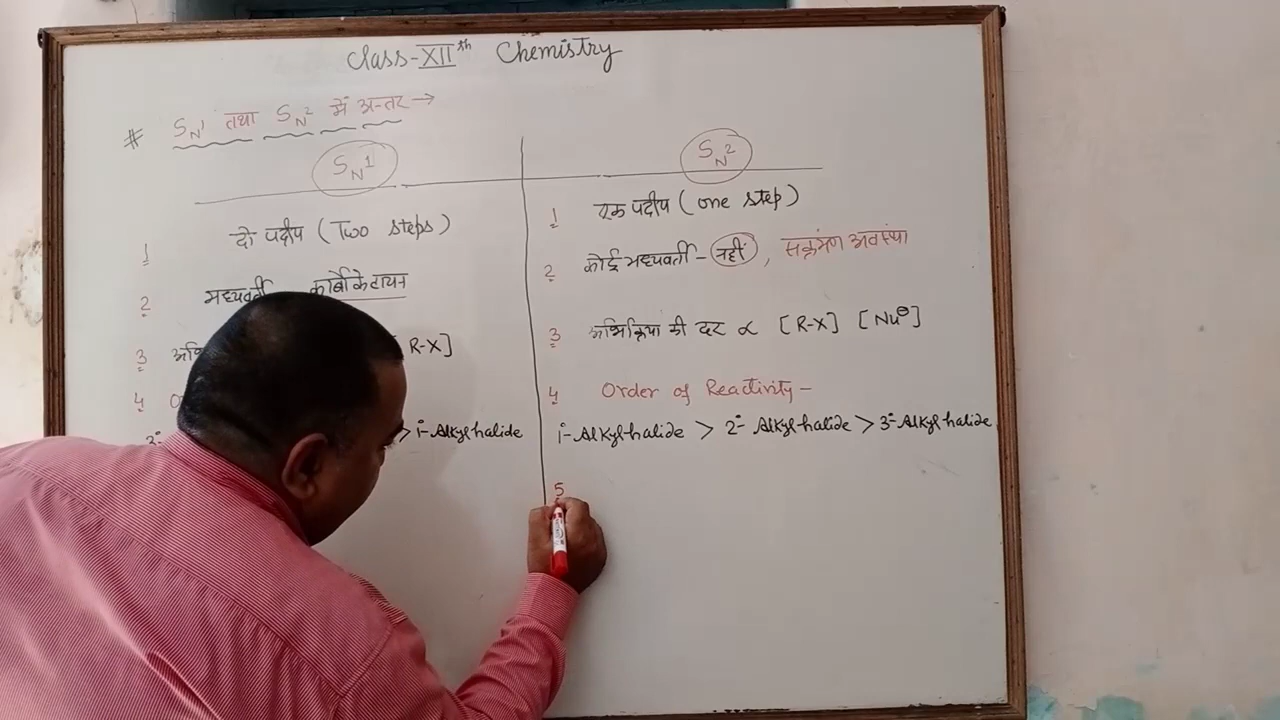 Class-XIIth Chemistry
# SN1 तथा SN2 में अन्तर →
SN1
1 दो पदीय (Two steps)
2 मध्यवर्ती कार्बोकेटायन
3 R-X]
4
> 1°-Alkyl halide
SN2
1 एक पदीय (one step)
2 कोई मध्यवर्ती - नहीं, संक्रमण अवस्था
3 अभिक्रिया की दर ∝ [R-X] [Nu⊖]
4 Order of Reactivity -
1°-Alkyl halide > 2°- Alkyl halide > 3°-Alkyl halide
5